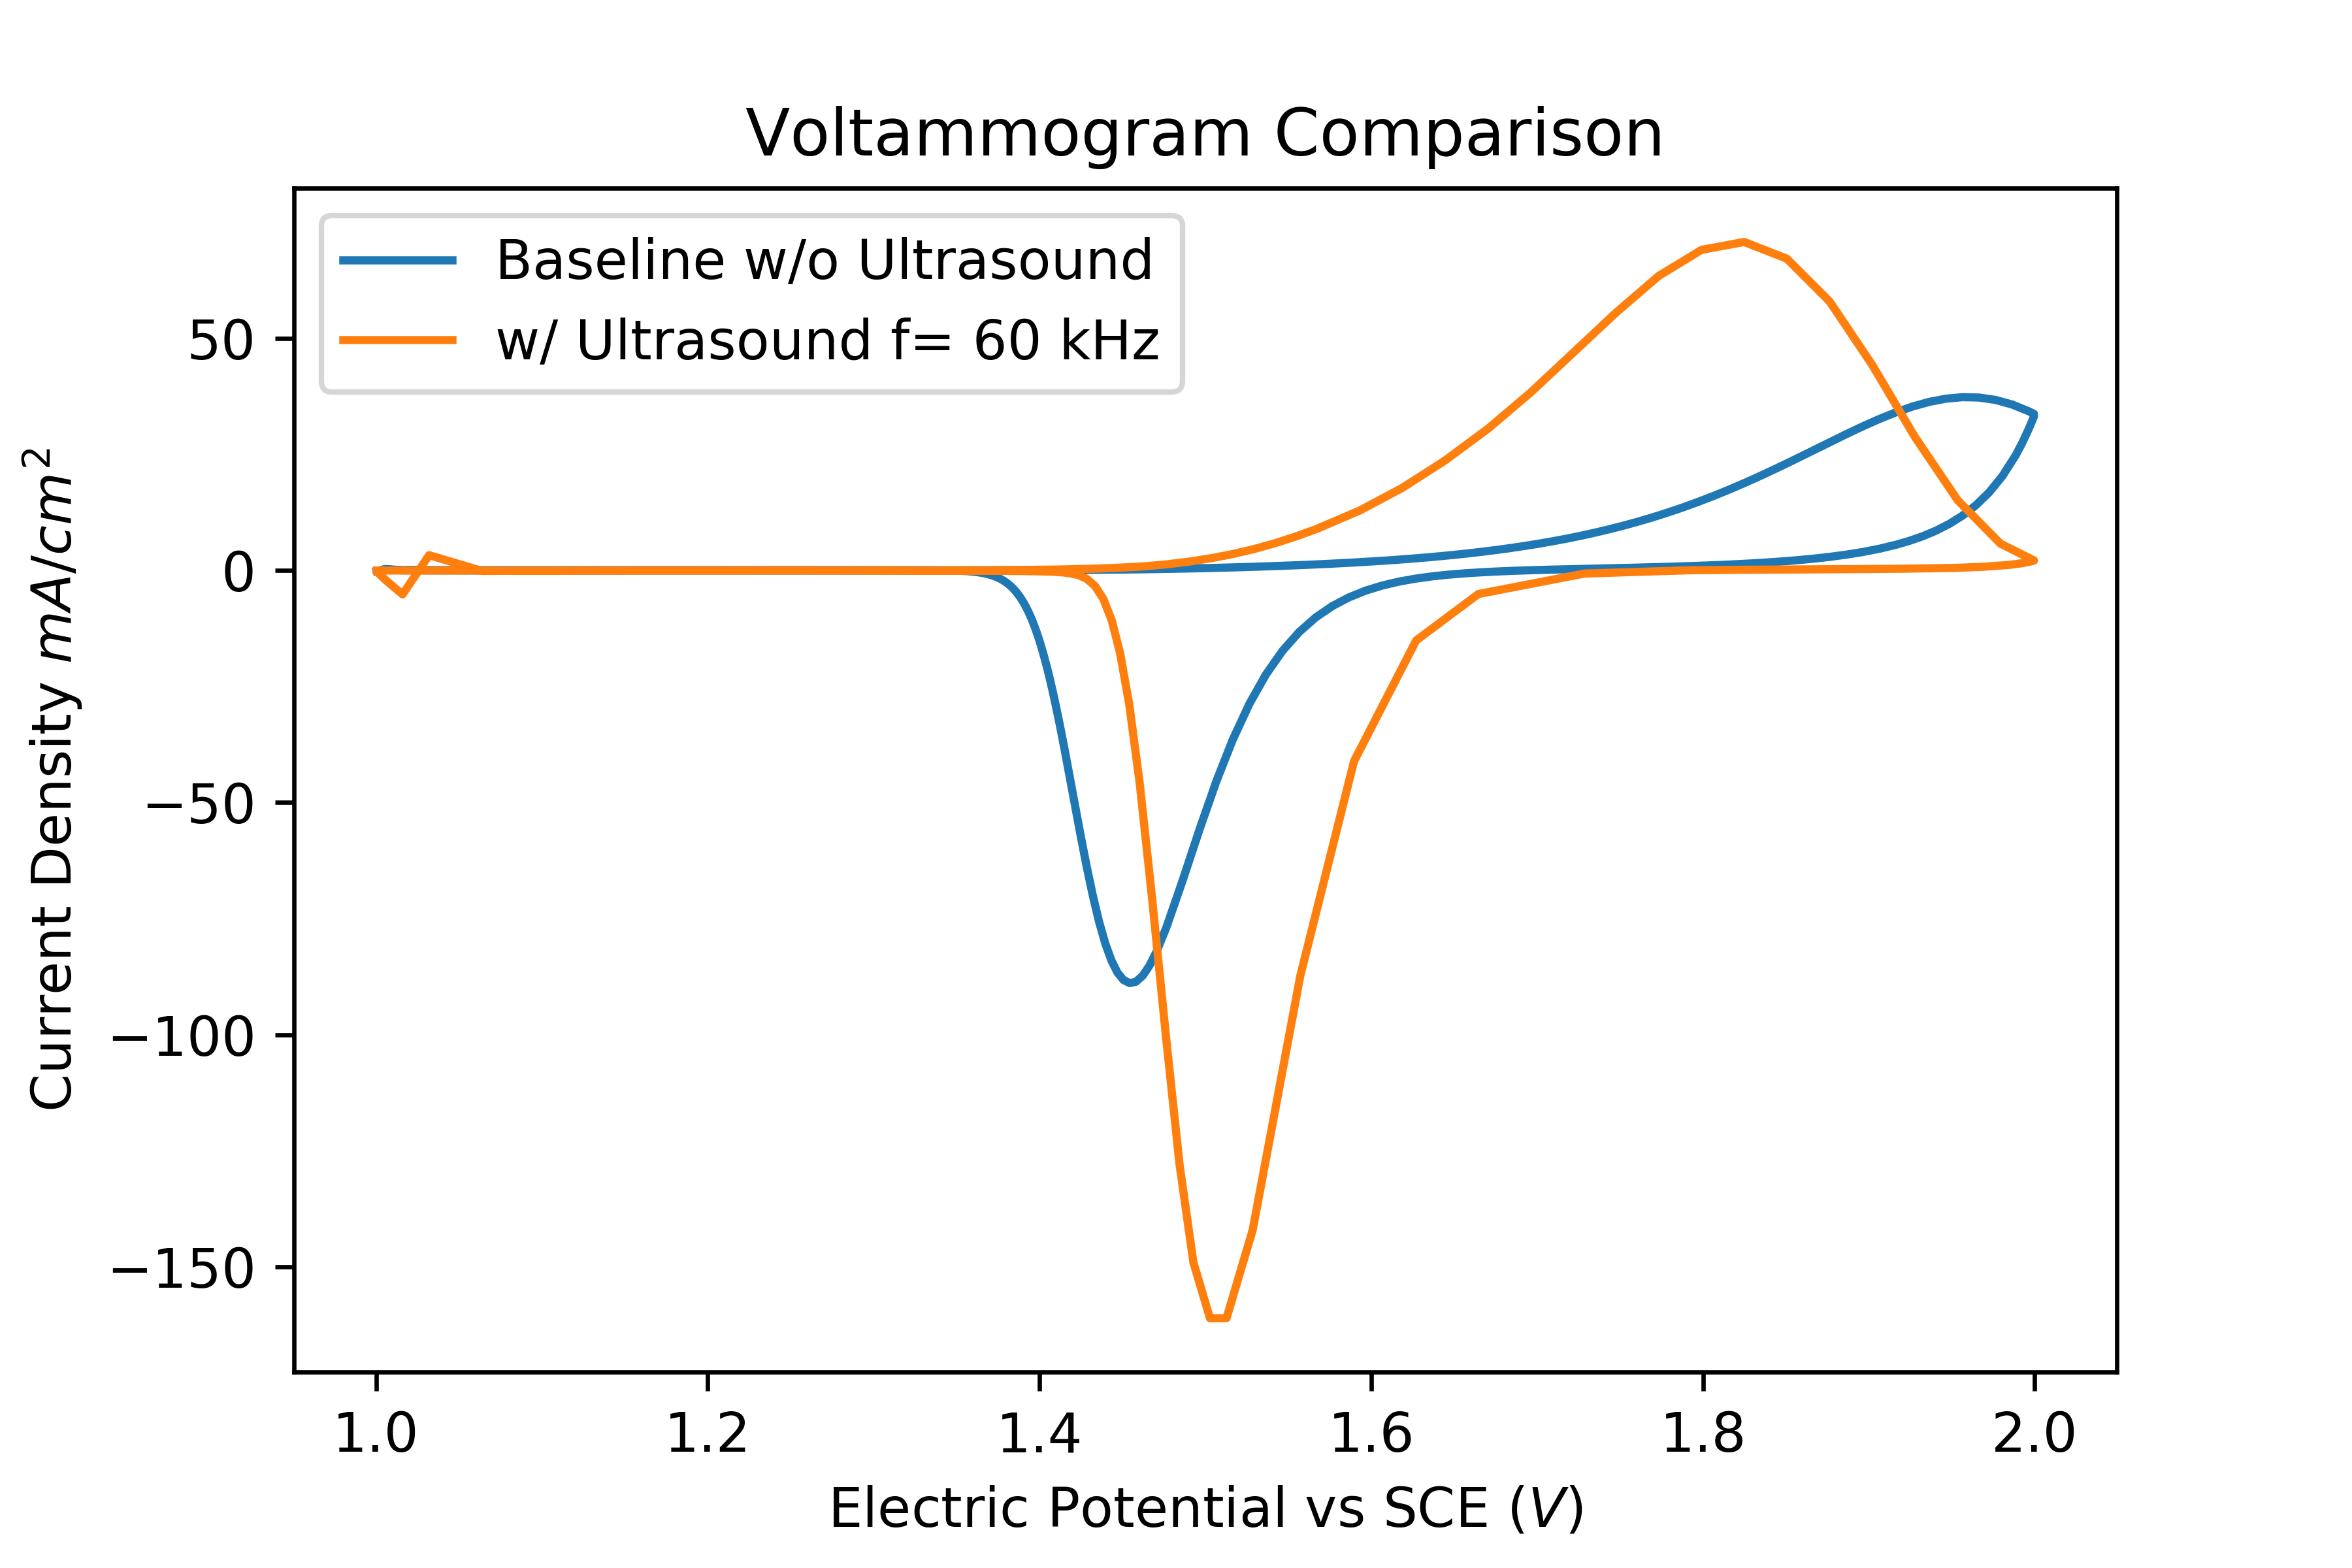 Voltammogram Comparison
Baseline w/o Ultrasound
w/ Ultrasound f= 60 kHz
50
0
−50
−100
−150
Current Density mA/cm²
1.0 1.2 1.4 1.6 1.8 2.0
Electric Potential vs SCE (V)